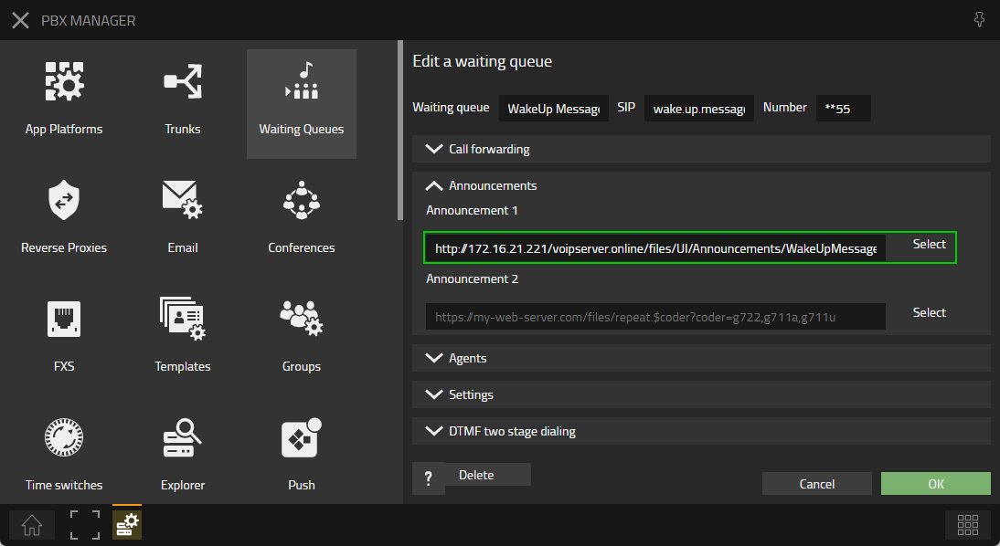 PBX MANAGER
App Platforms
Trunks
Waiting Queues
Reverse Proxies
Email
Conferences
FXS
Templates
Groups
Time switches
Explorer
Push
Edit a waiting queue
Waiting queue WakeUp Message SIP wake.up.message Number **55
Call forwarding
Announcements
Announcement 1
http://172.16.21.221/voipserver.online/files/UI/Announcements/WakeUpMessage Select
Announcement 2
https://my-web-server.com/files/repeat.$coder?coder=g722,g711a,g711u Select
Agents
Settings
DTMF two stage dialing
? Delete
Cancel OK